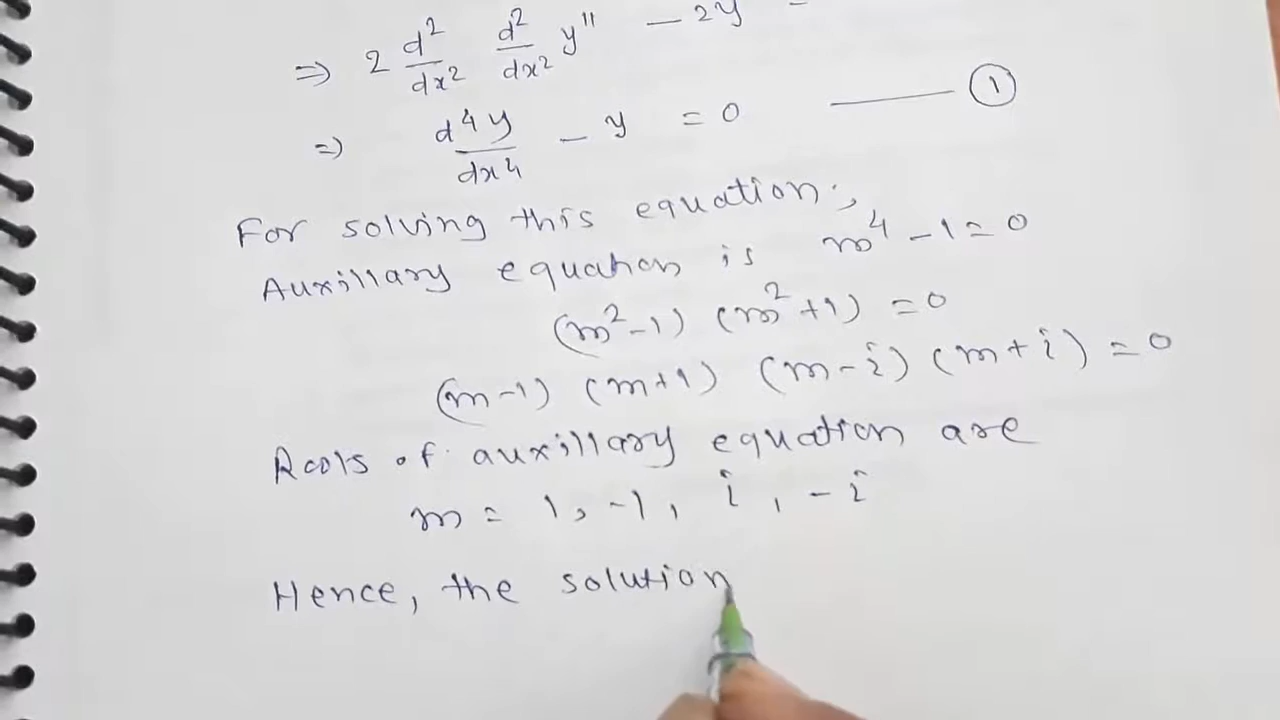 ⇒ 2 d²/dx² d²/dx² y'' - 2y
⇒ d⁴y/dx⁴ - y = 0 ——— ①
For solving this equation,
Auxillary equation is m⁴ - 1 = 0
(m² - 1) (m² + 1) = 0
(m - 1) (m + 1) (m - i) (m + i) = 0
Roots of auxillary equation are
m = 1, -1, i, -i
Hence, the solution